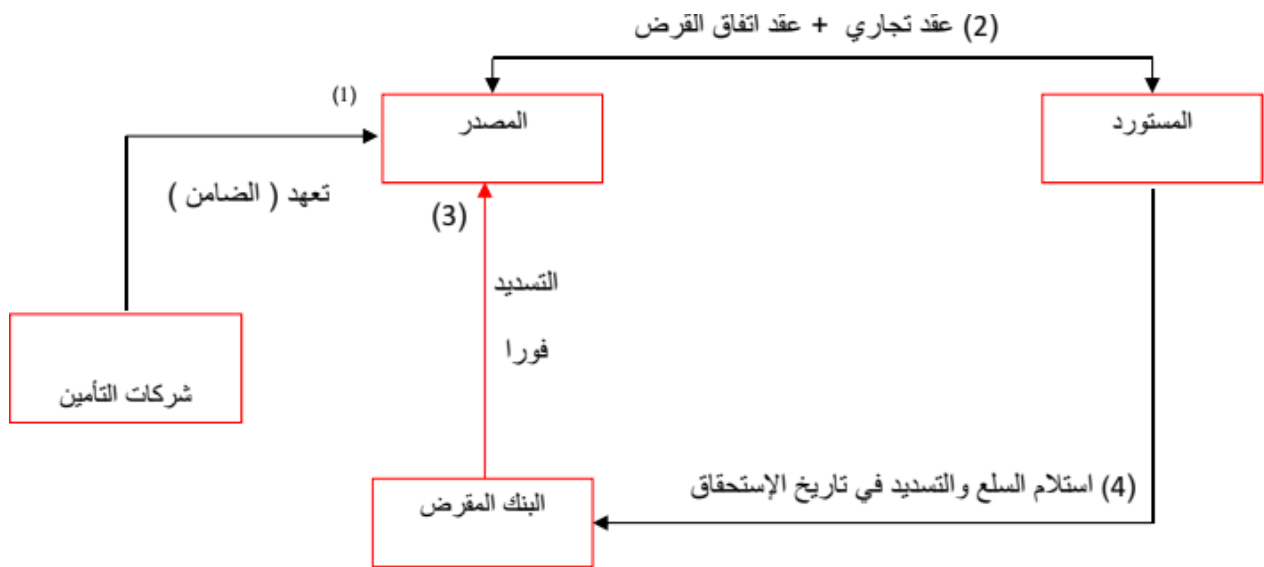 (2) عقد تجاري + عقد اتفاق القرض
(1)
المصدر
المستورد
تعهد ( الضامن )
(3)
التسديد
فورا
شركات التأمين
البنك المقرض
(4) استلام السلع والتسديد في تاريخ الإستحقاق